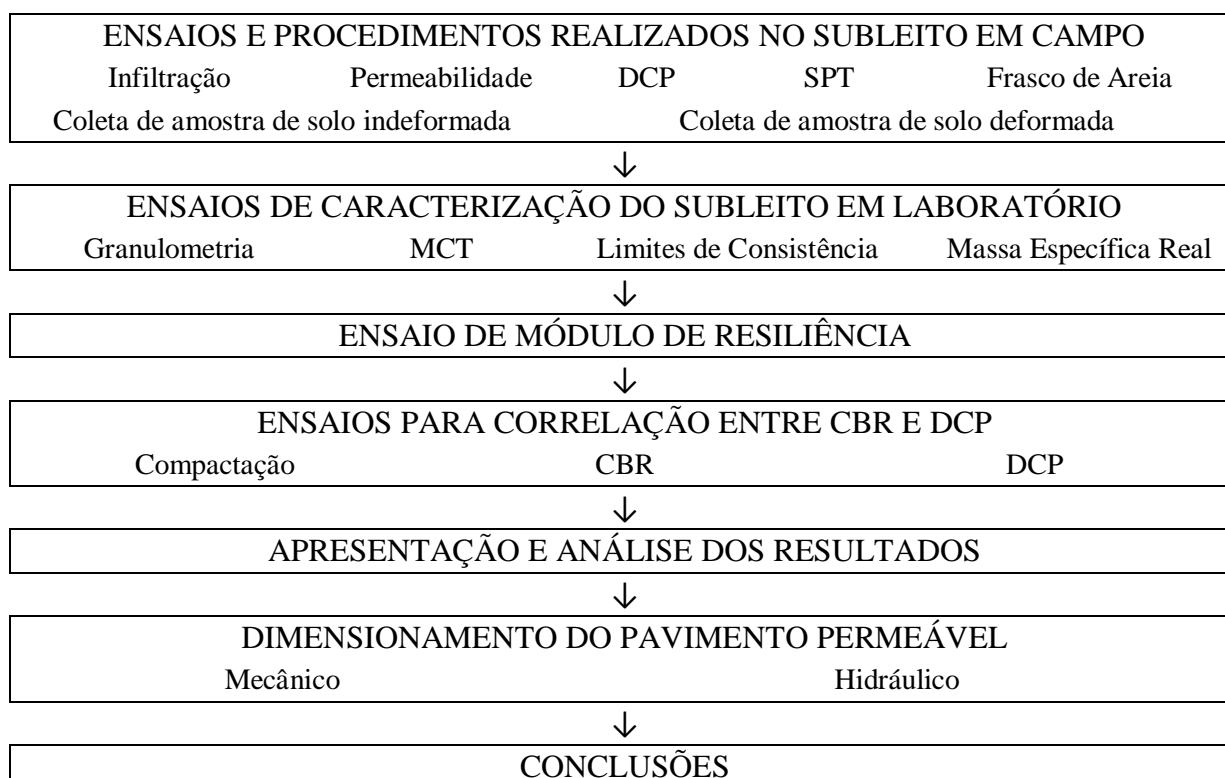 ENSAIOS E PROCEDIMENTOS REALIZADOS NO SUBLEITO EM CAMPO
Infiltração Permeabilidade DCP SPT Frasco de Areia
Coleta de amostra de solo indeformada Coleta de amostra de solo deformada
↓
ENSAIOS DE CARACTERIZAÇÃO DO SUBLEITO EM LABORATÓRIO
Granulometria MCT Limites de Consistência Massa Específica Real
↓
ENSAIO DE MÓDULO DE RESILIÊNCIA
↓
ENSAIOS PARA CORRELAÇÃO ENTRE CBR E DCP
Compactação CBR DCP
↓
APRESENTAÇÃO E ANÁLISE DOS RESULTADOS
↓
DIMENSIONAMENTO DO PAVIMENTO PERMEÁVEL
Mecânico Hidráulico
↓
CONCLUSÕES